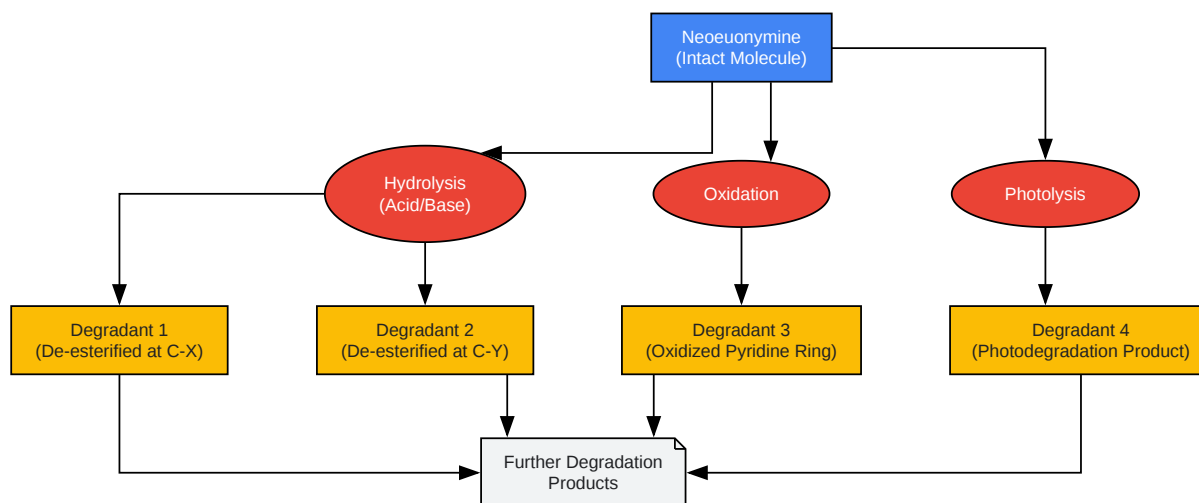 Neoeuonymine
(Intact Molecule)
Hydrolysis
(Acid/Base)
Oxidation
Photolysis
Degradant 1
(De-esterified at C-X)
Degradant 2
(De-esterified at C-Y)
Degradant 3
(Oxidized Pyridine Ring)
Degradant 4
(Photodegradation Product)
Further Degradation
Products